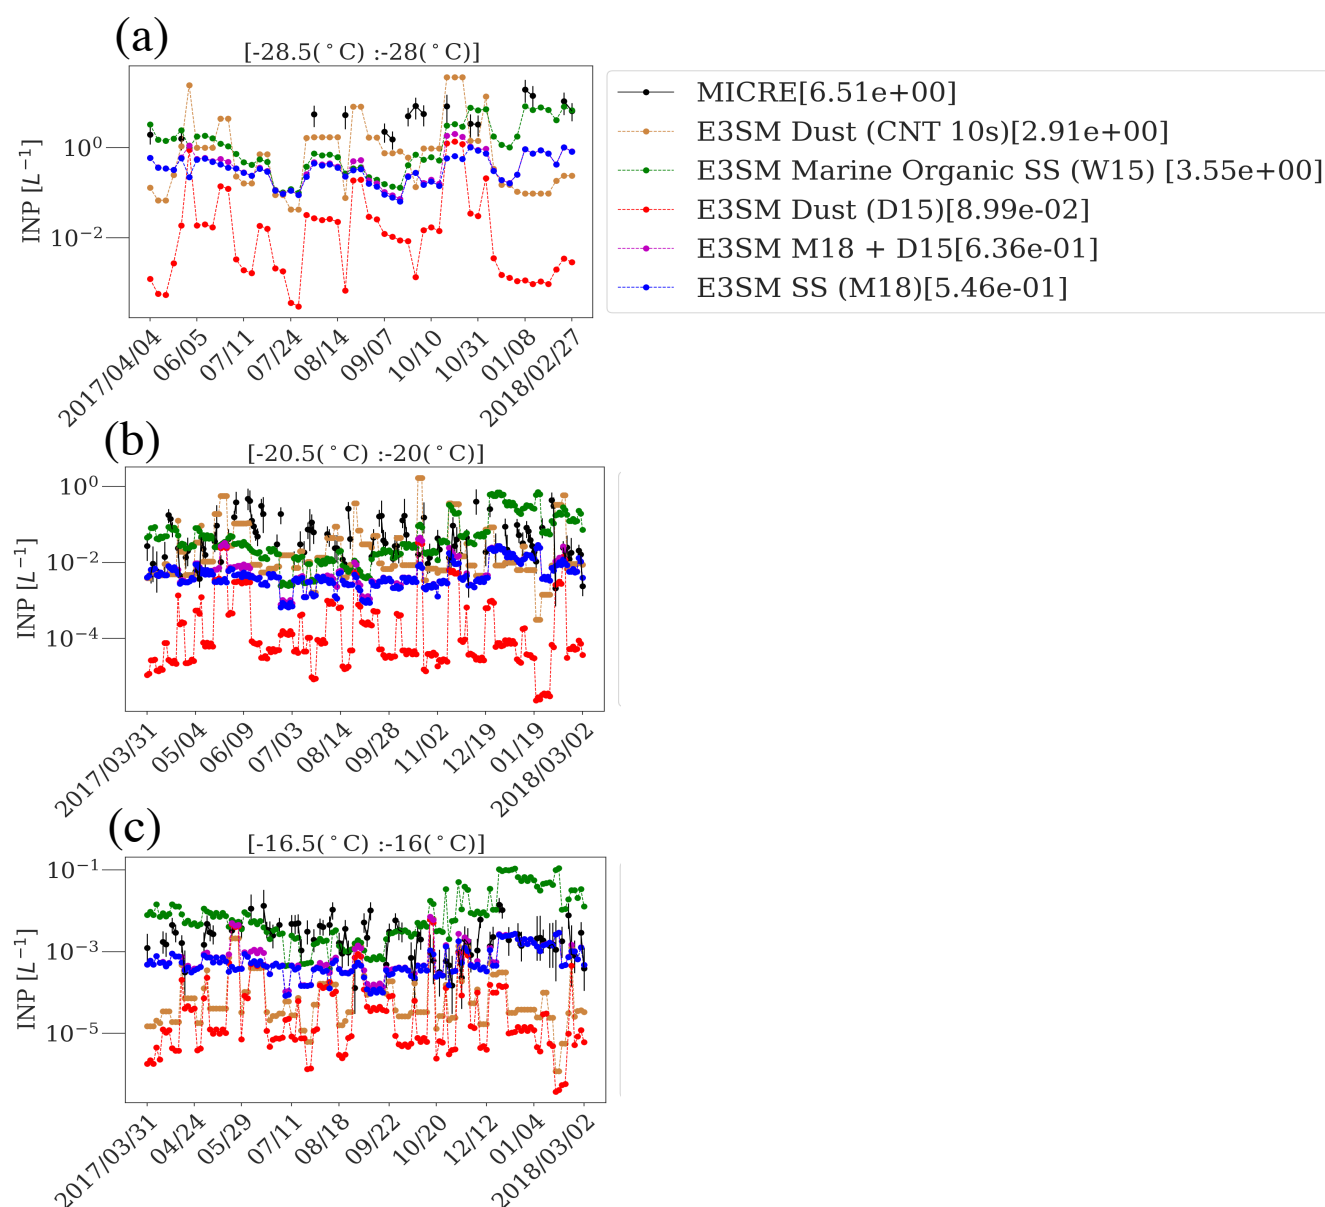 (a)
[-28.5(°C) :-28(°C)]
INP [L⁻¹]
10⁰
10⁻²
2017/04/04
06/05
07/11
07/24
08/14
09/07
10/10
10/31
01/08
2018/02/27
MICRE[6.51e+00]
E3SM Dust (CNT 10s)[2.91e+00]
E3SM Marine Organic SS (W15) [3.55e+00]
E3SM Dust (D15)[8.99e-02]
E3SM M18 + D15[6.36e-01]
E3SM SS (M18)[5.46e-01]
(b)
[-20.5(°C) :-20(°C)]
INP [L⁻¹]
10⁰
10⁻²
10⁻⁴
2017/03/31
05/04
06/09
07/03
08/14
09/28
11/02
12/19
01/19
2018/03/02
(c)
[-16.5(°C) :-16(°C)]
INP [L⁻¹]
10⁻¹
10⁻³
10⁻⁵
2017/03/31
04/24
05/29
07/11
08/18
09/22
10/20
12/12
01/04
2018/03/02